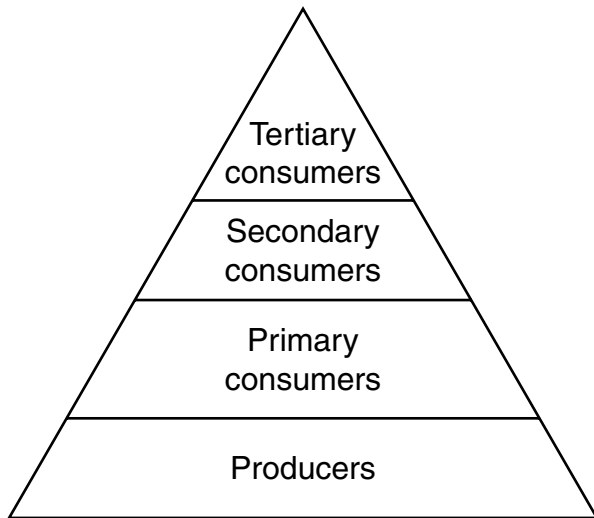 Tertiary
consumers
Secondary
consumers
Primary
consumers
Producers